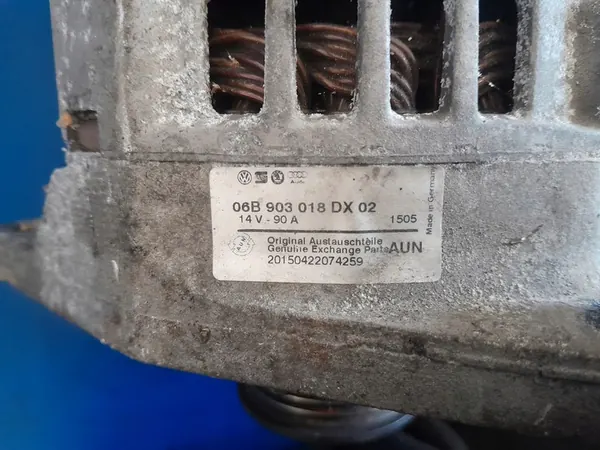 06B 903 018 DX 02
14 V - 90 A 1505
Original Austauschteile
Genuine Exchange Parts AUN
20150422074259
Made in Germany